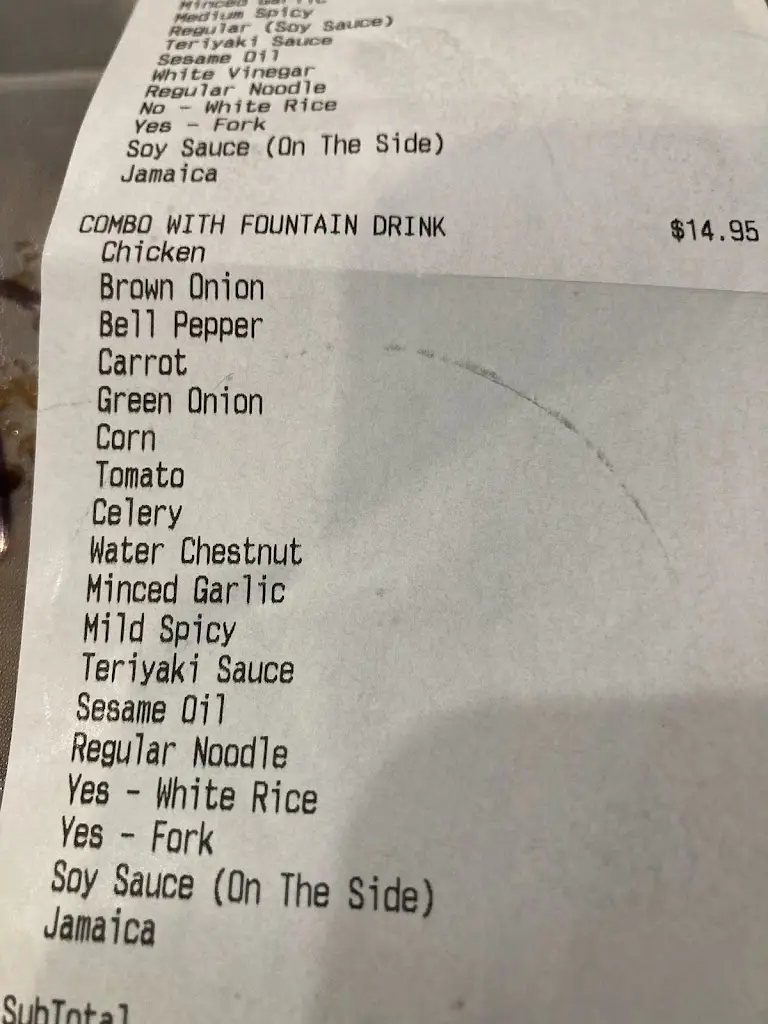 Minced Garlic
Medium Spicy
Regular (Soy Sauce)
Teriyaki Sauce
Sesame Oil
White Vinegar
Regular Noodle
No - White Rice
Yes - Fork
Soy Sauce (On The Side)
Jamaica
COMBO WITH FOUNTAIN DRINK $14.95
Chicken
Brown Onion
Bell Pepper
Carrot
Green Onion
Corn
Tomato
Celery
Water Chestnut
Minced Garlic
Mild Spicy
Teriyaki Sauce
Sesame Oil
Regular Noodle
Yes - White Rice
Yes - Fork
Soy Sauce (On The Side)
Jamaica
SubTotal